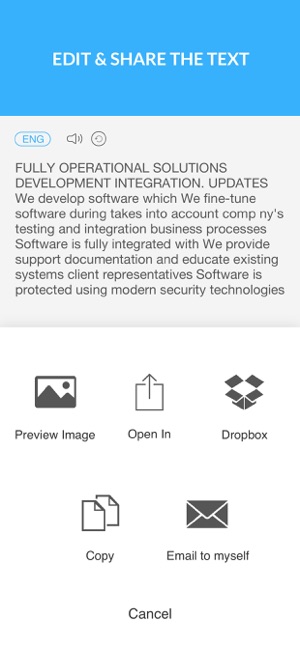 EDIT & SHARE THE TEXT
ENG
FULLY OPERATIONAL SOLUTIONS
DEVELOPMENT INTEGRATION. UPDATES
We develop software which We fine-tune
software during takes into account comp ny's
testing and integration business processes
Software is fully integrated with We provide
support documentation and educate existing
systems client representatives Software is
protected using modern security technologies
Preview Image
Open In
Dropbox
Copy
Email to myself
Cancel